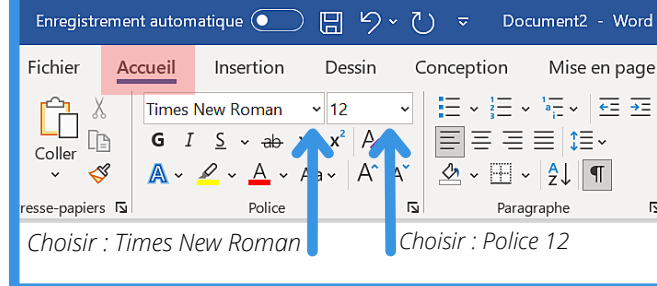 Enregistrement automatique Document2 - Word
Fichier Accueil Insertion Dessin Conception Mise en page
Times New Roman 12
G I S ab x² A
Coller
A A Aa A A A Z ¶
resse-papiers Police Paragraphe
Choisir : Times New Roman Choisir : Police 12